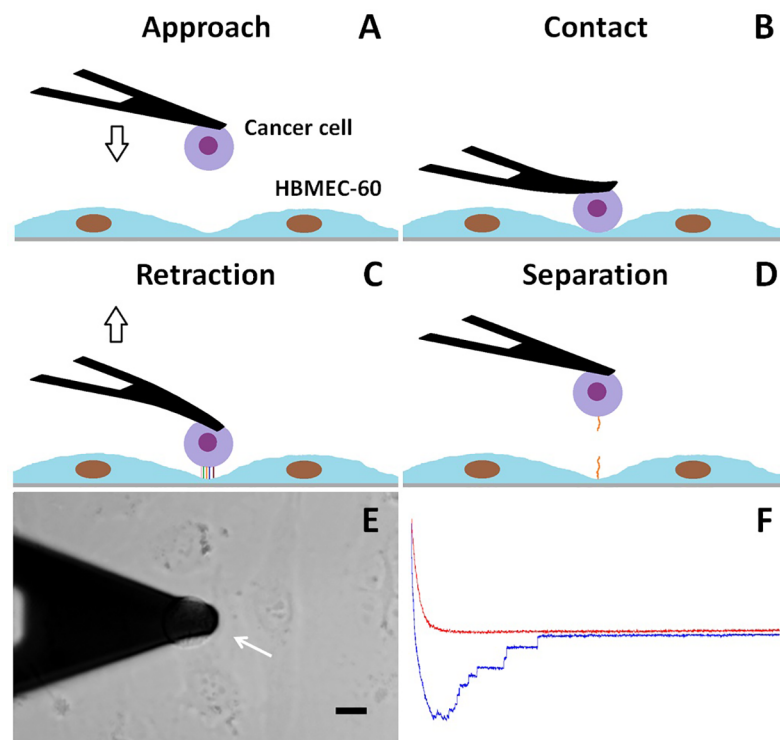 Approach
A
Contact
B
Cancer cell
HBMEC-60
Retraction
C
Separation
D
E
F